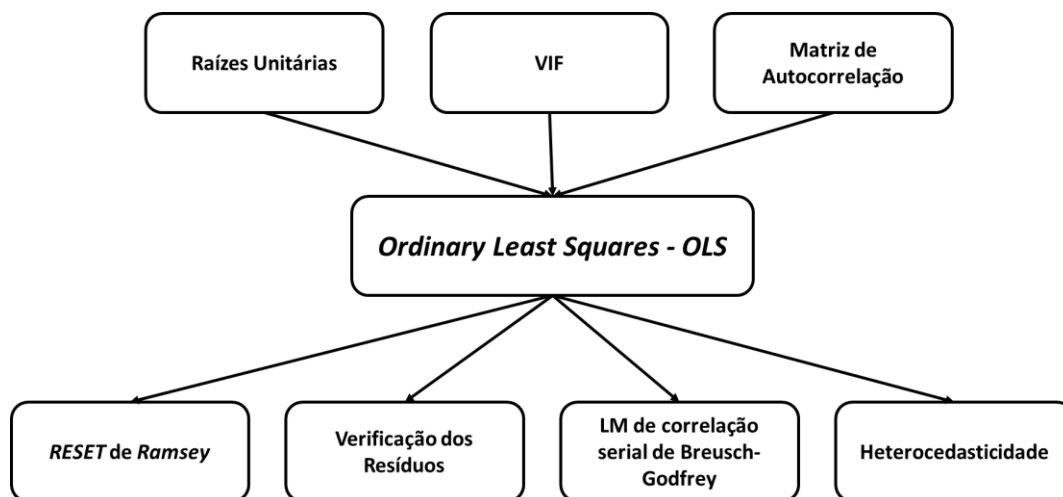 Raízes Unitárias
VIF
Matriz de
Autocorrelação
Ordinary Least Squares - OLS
RESET de Ramsey
Verificação dos
Resíduos
LM de correlação
serial de Breusch-
Godfrey
Heterocedasticidade